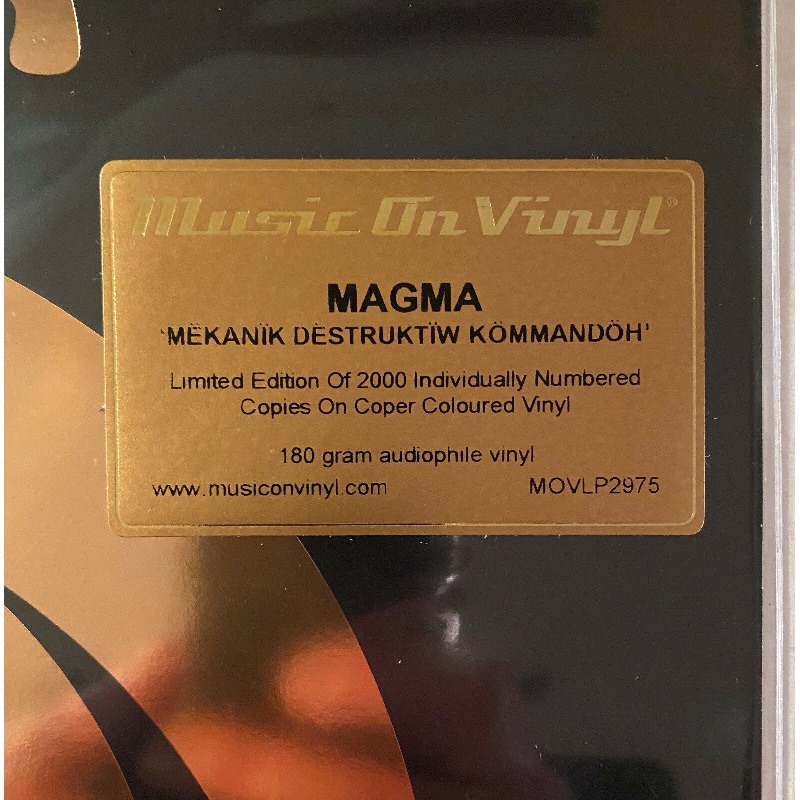 Music On Vinyl®
MAGMA
'MËKANÏK DËSTRUKTÏW KÖMMANDÖH'
Limited Edition Of 2000 Individually Numbered
Copies On Coper Coloured Vinyl
180 gram audiophile vinyl
www.musiconvinyl.com MOVLP2975